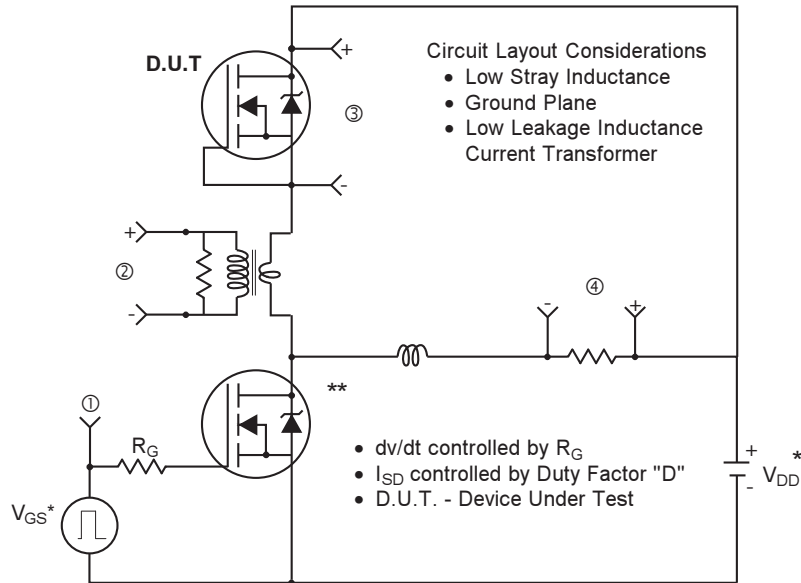 D.U.T
+
③
-
Circuit Layout Considerations
• Low Stray Inductance
• Ground Plane
• Low Leakage Inductance
Current Transformer
+
②
-
-
④
+
**
①
R_G
V_GS*
• dv/dt controlled by R_G
• I_SD controlled by Duty Factor "D"
• D.U.T. - Device Under Test
+
-
V_DD*